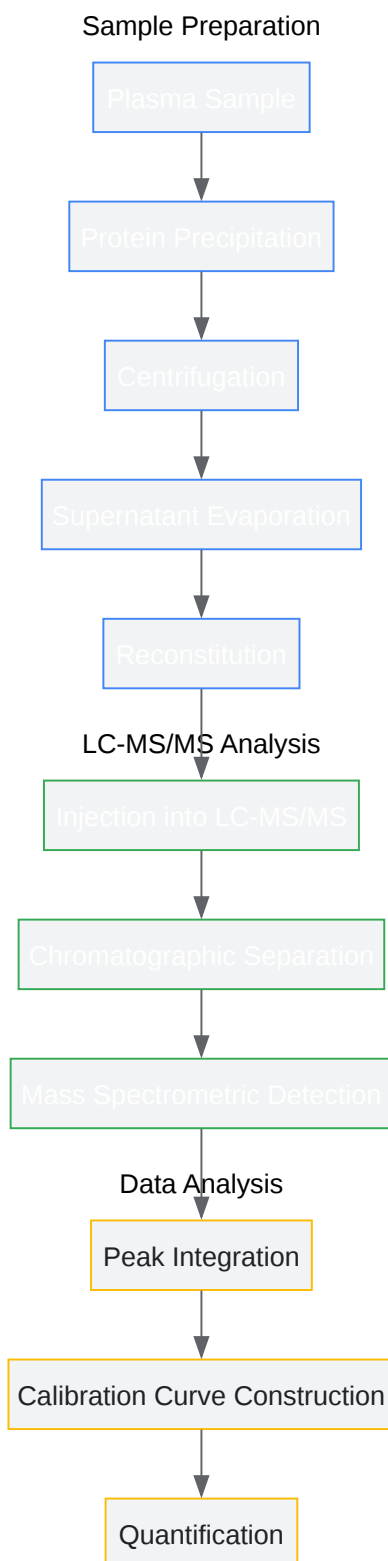 Sample Preparation
Plasma Sample
Protein Precipitation
Centrifugation
Supernatant Evaporation
Reconstitution
LC-MS/MS Analysis
Injection into LC-MS/MS
Chromatographic Separation
Mass Spectrometric Detection
Data Analysis
Peak Integration
Calibration Curve Construction
Quantification